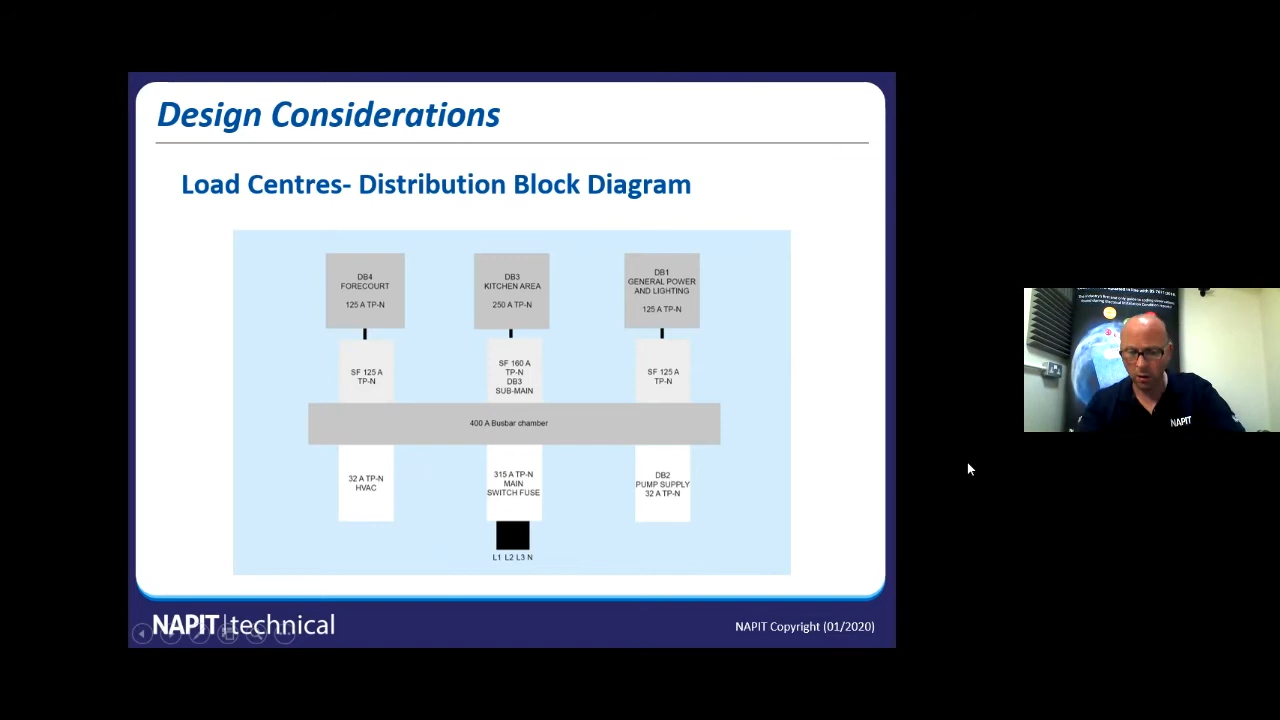 Design Considerations
Load Centres- Distribution Block Diagram
DB4
FORECOURT
125 A TP-N
DB3
KITCHEN AREA
250 A TP-N
DB1
GENERAL POWER
AND LIGHTING
125 A TP-N
SF 125 A
TP-N
SF 160 A
TP-N
DB3
SUB-MAIN
SF 125 A
TP-N
400 A Busbar chamber
32 A TP-N
HVAC
315 A TP-N
MAIN
SWITCH FUSE
DB2
PUMP SUPPLY
32 A TP-N
L1 L2 L3 N
NAPIT|technical
NAPIT Copyright (01/2020)
NAPIT